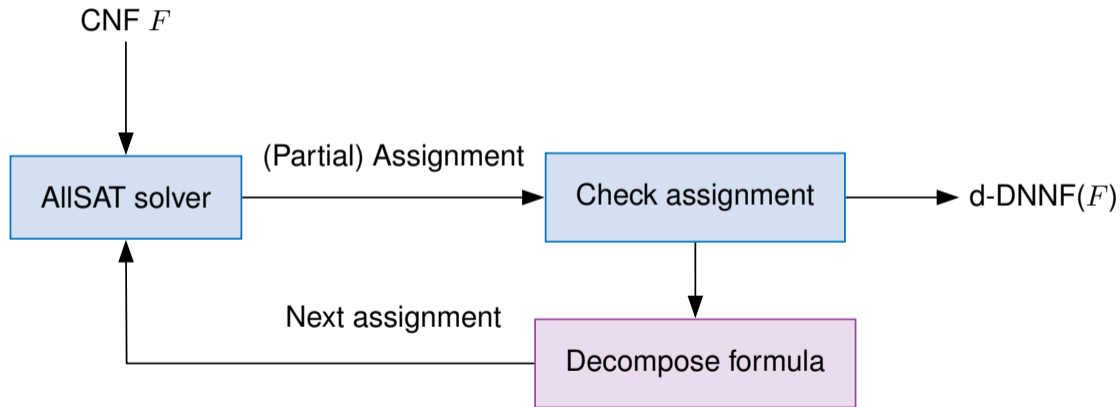 CNF F
(Partial) Assignment
AllSAT solver
Check assignment
d-DNNF(F)
Next assignment
Decompose formula